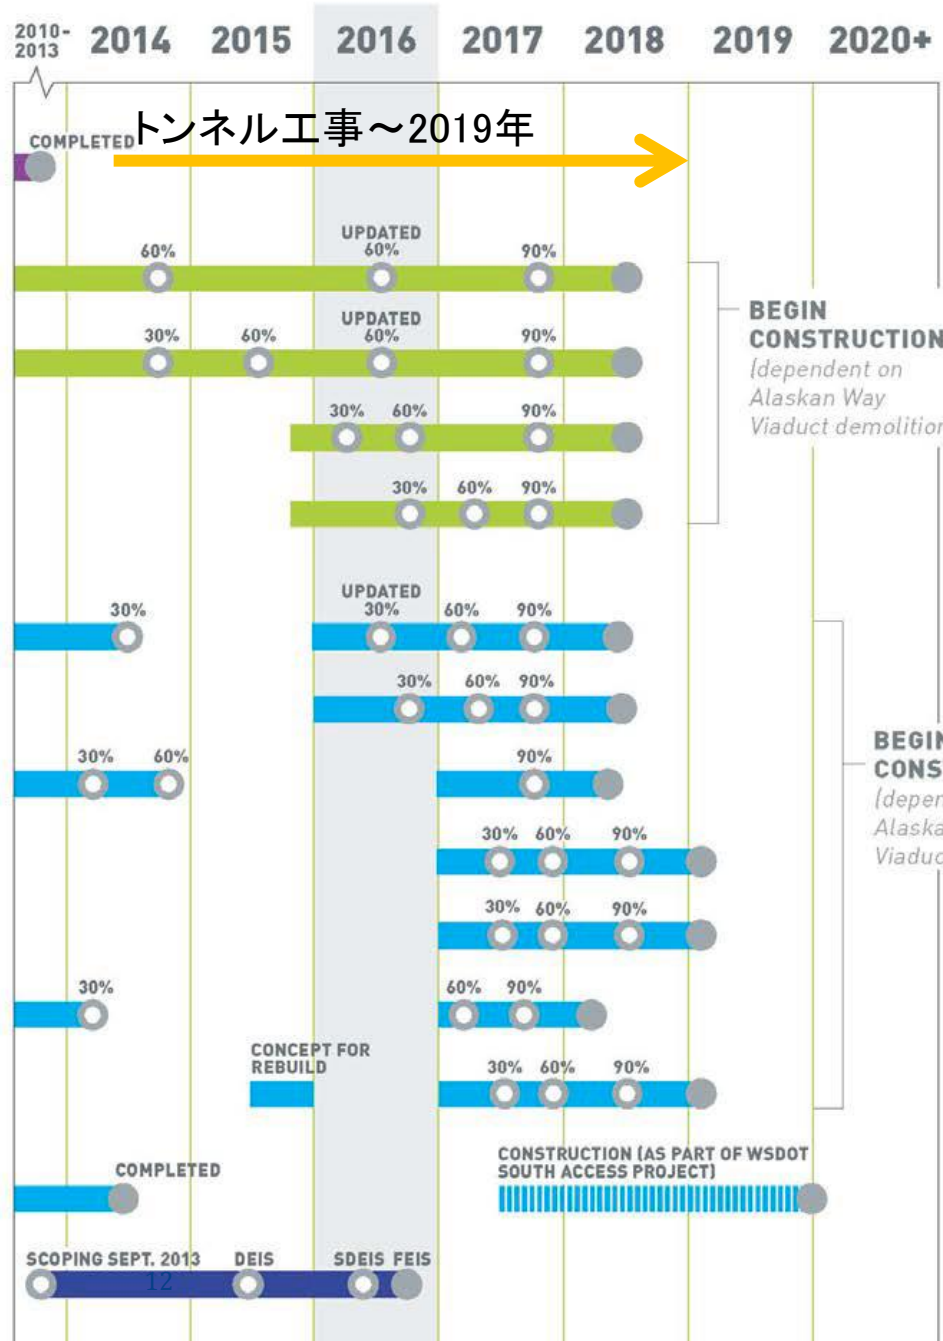 2010-
2013
2014 2015 2016 2017 2018 2019 2020+
トンネル工事～2019年
COMPLETED
UPDATED
60% 60% 90%
UPDATED
30% 60% 60% 90%
BEGIN
CONSTRUCTION
(dependent on
Alaskan Way
Viaduct demolition
30% 60% 90%
30% 60% 90%
UPDATED
30% 30% 60% 90%
30% 60% 90%
30% 60% 90%
BEGIN
CONS
(depen
Alaska
Viaduc
30% 60% 90%
30% 60% 90%
30% 60% 90%
CONCEPT FOR
REBUILD
30% 60% 90%
COMPLETED
CONSTRUCTION (AS PART OF WSDOT
SOUTH ACCESS PROJECT)
SCOPING SEPT. 2013 DEIS SDEIS FEIS
12